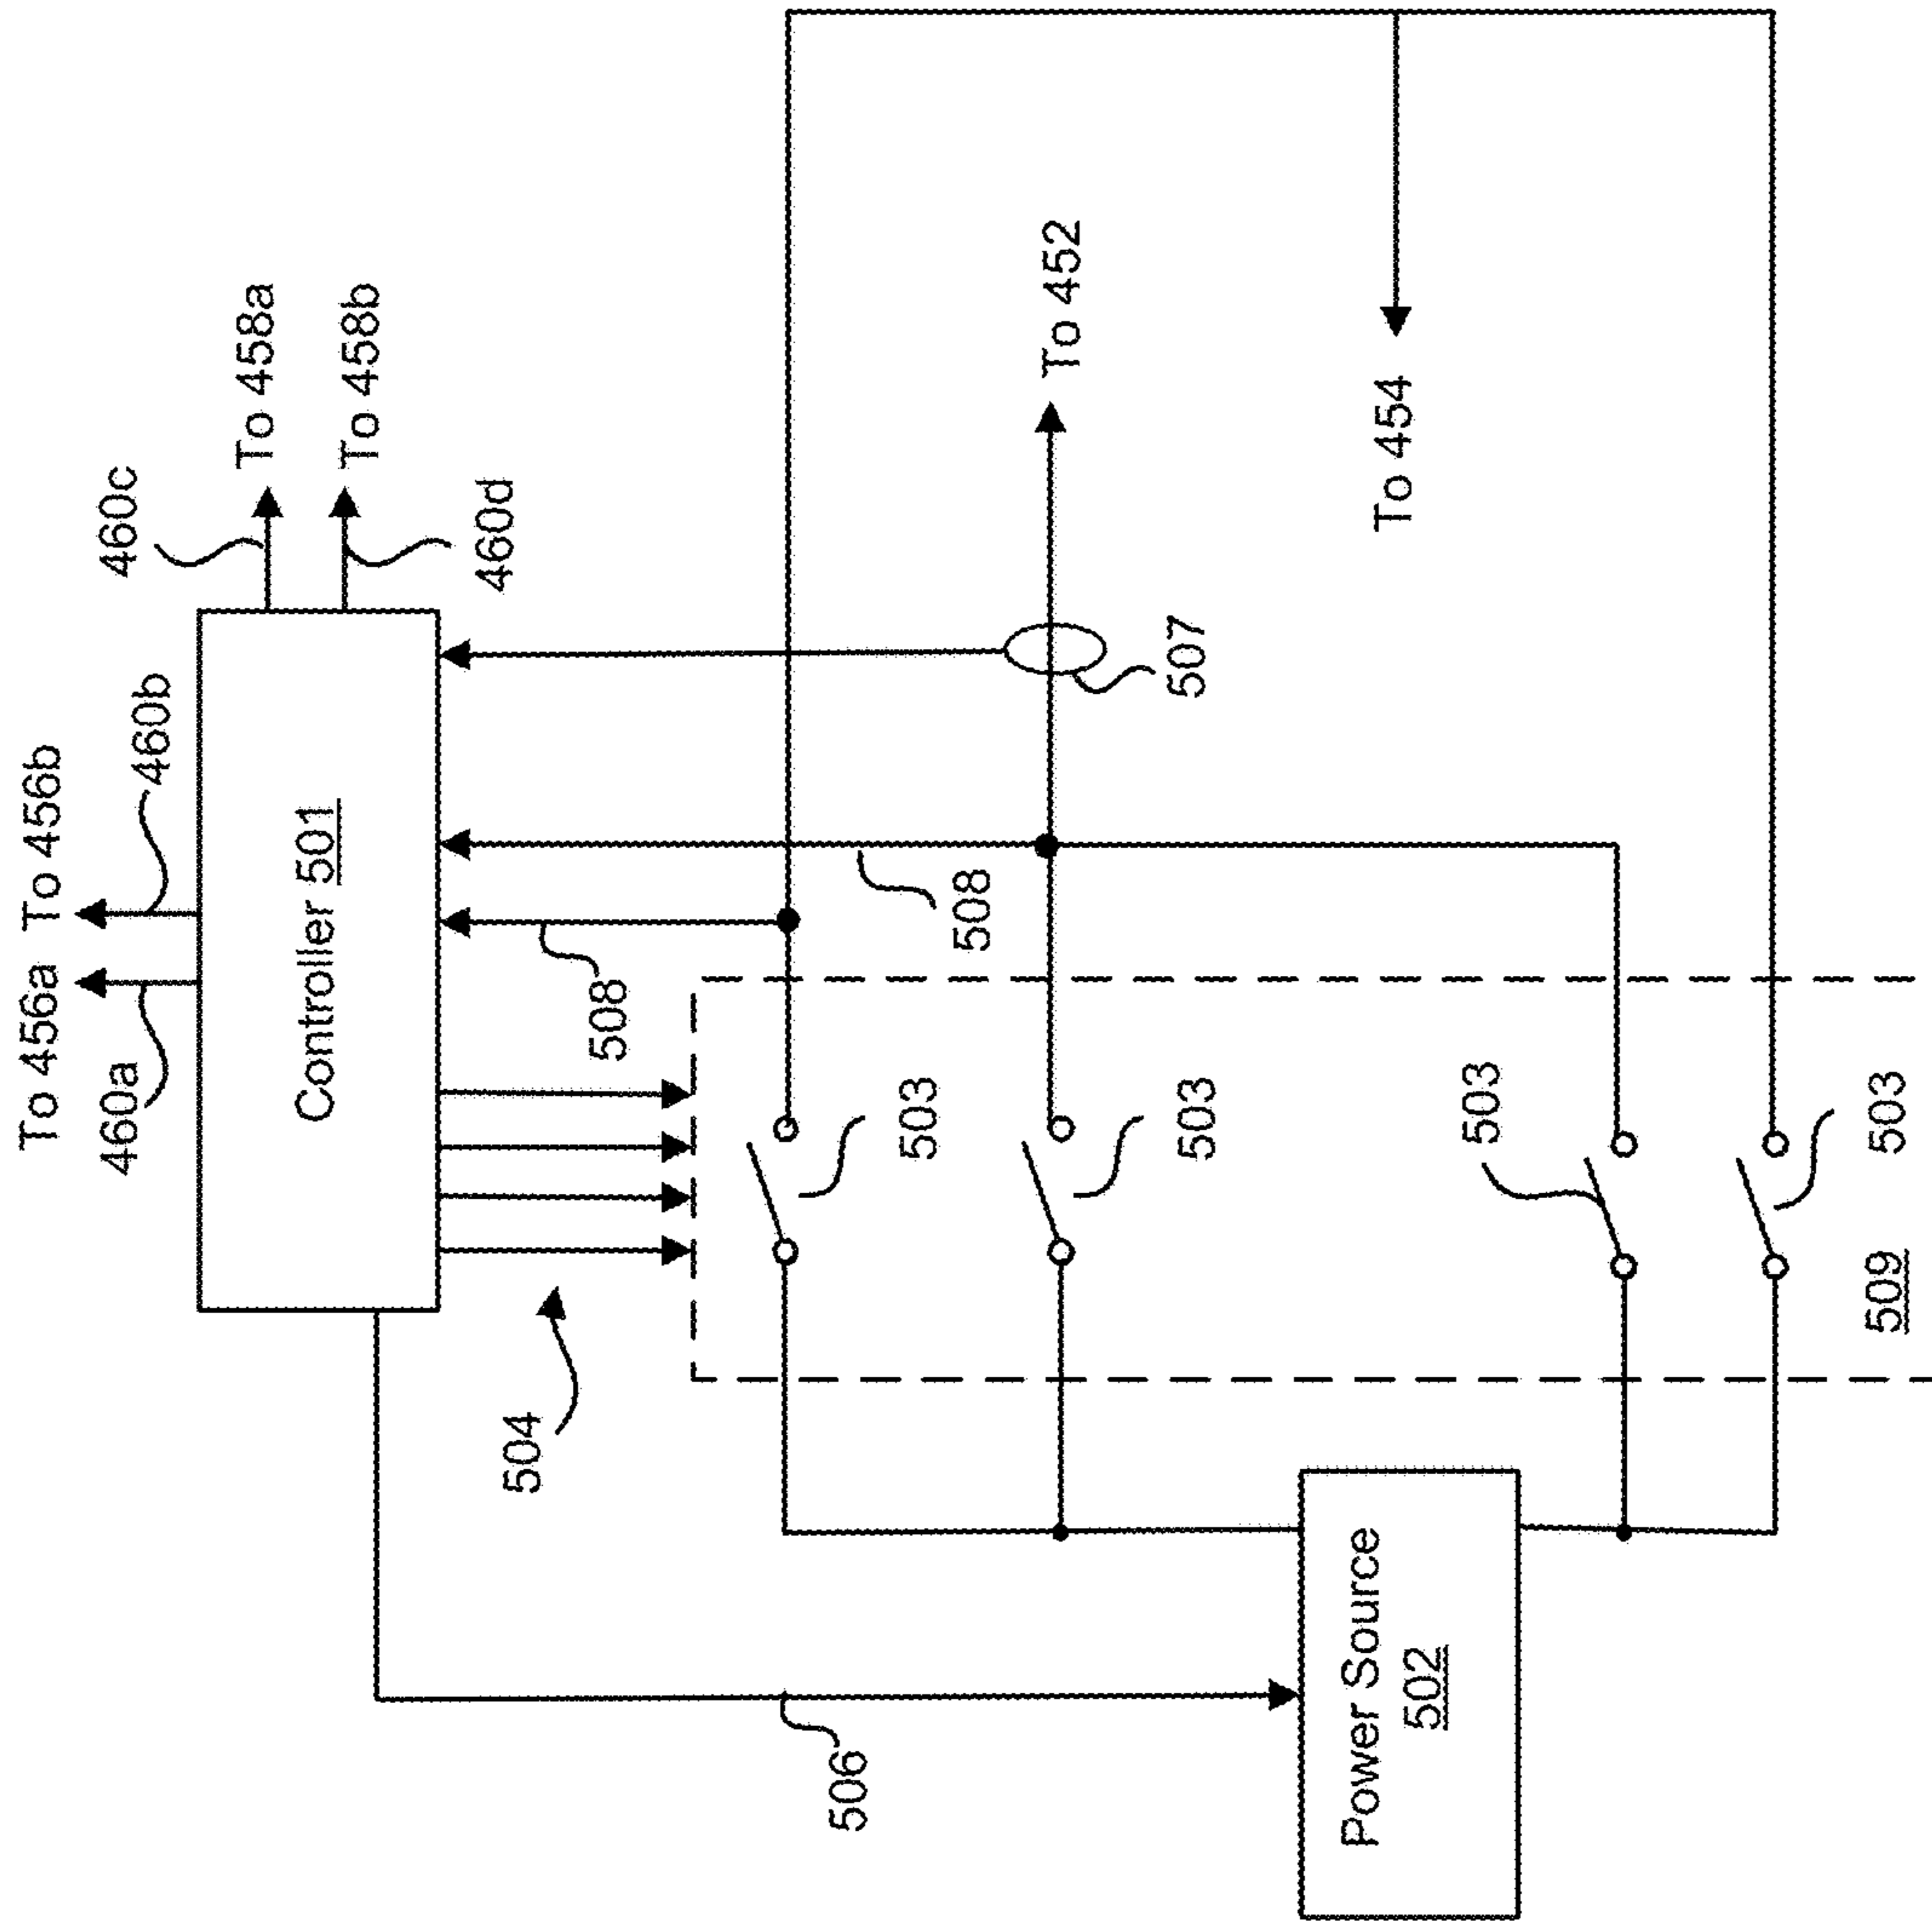 To 456a
To 456b
460a
460b
460c
To 458a
To 458b
460d
Controller 501
504
508
508
507
To 452
To 454
503
503
503
503
509
506
Power Source
502